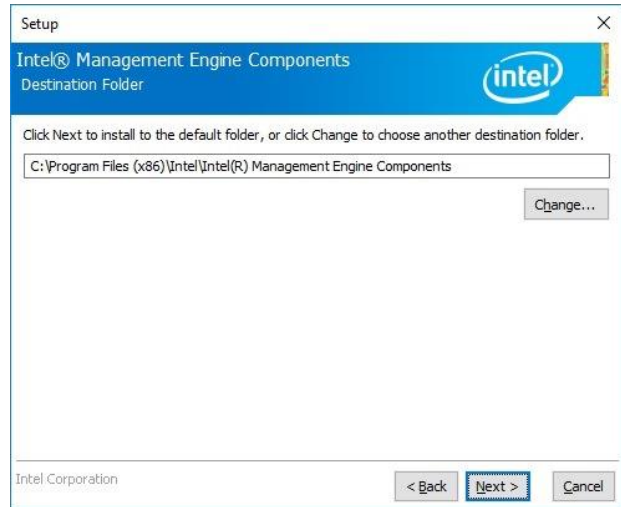 Setup
Intel® Management Engine Components
Destination Folder
intel
Click Next to install to the default folder, or click Change to choose another destination folder.
C:\Program Files (x86)\Intel\Intel(R) Management Engine Components
Change...
Intel Corporation
< Back
Next >
Cancel